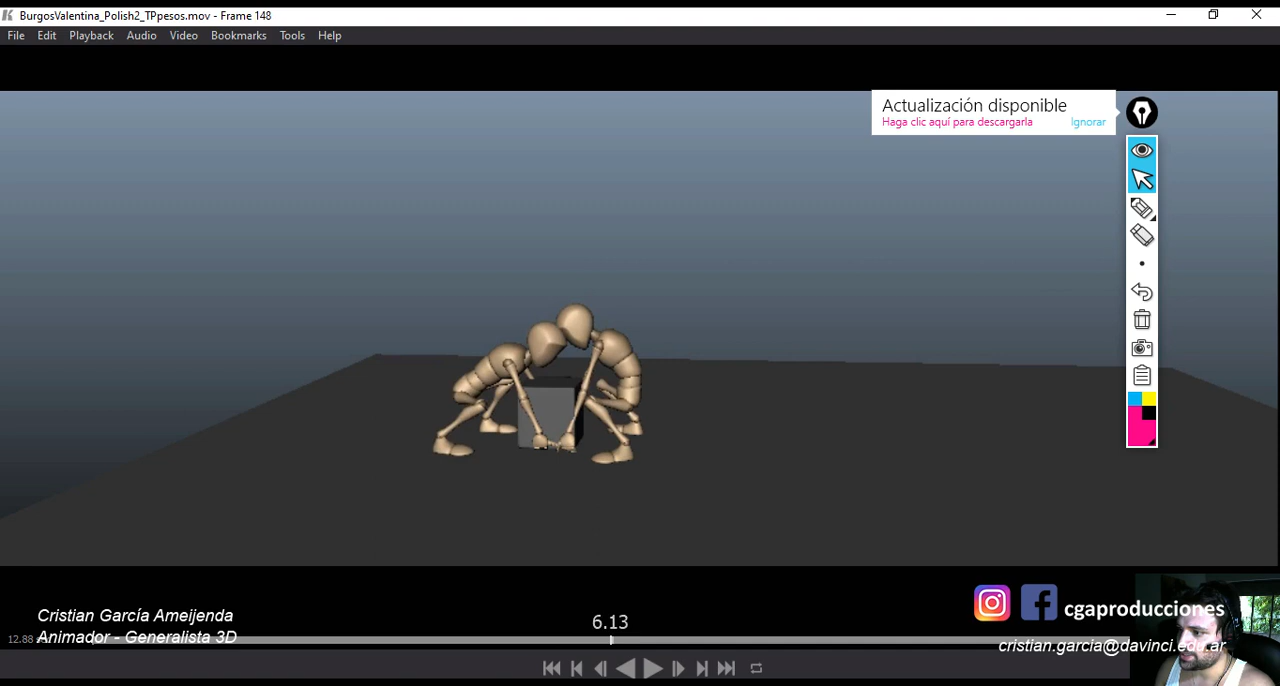 BurgosValentina_Polish2_TPpesos.mov - Frame 148
File Edit Playback Audio Video Bookmarks Tools Help
Actualización disponible
Haga clic aquí para descargarla Ignorar
Cristian García Ameijenda
6.13
cgaproducciones
12.88
Animador - Generalista 3D
cristian.garcia@davinci.edu.ar